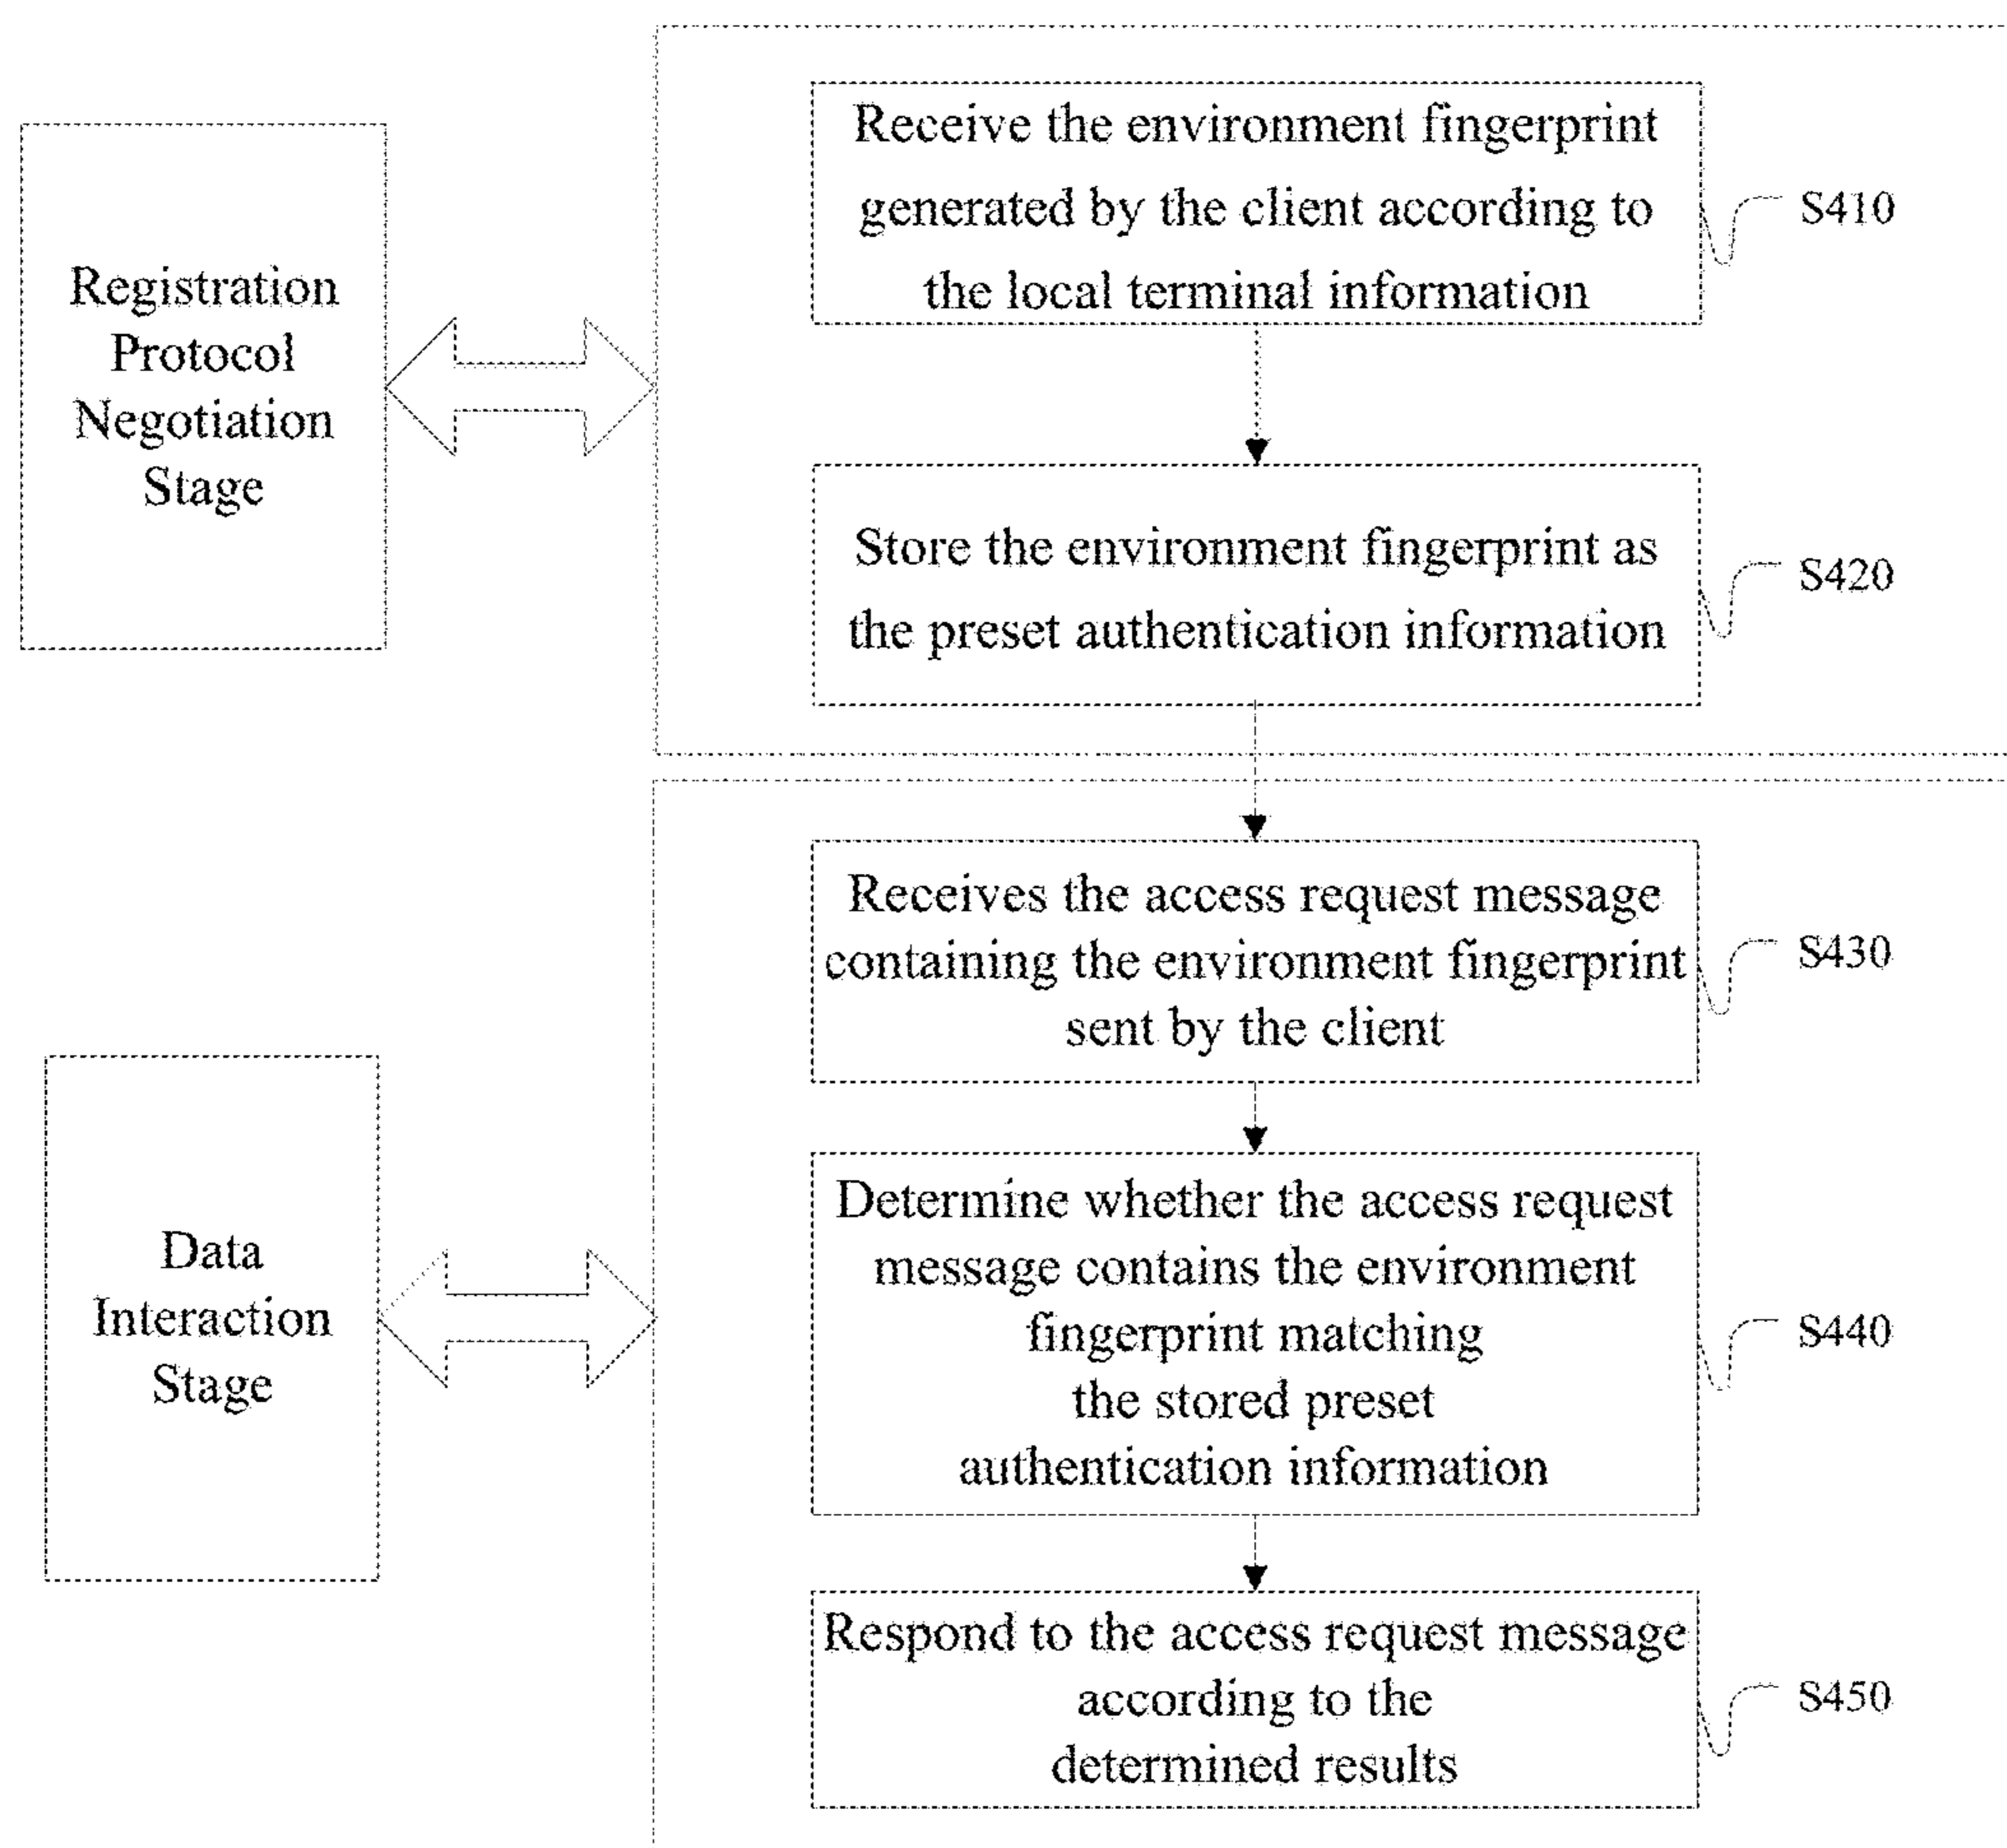 Registration
Protocol
Negotiation
Stage
Receive the environment fingerprint
generated by the client according to
the local terminal information
S410
Store the environment fingerprint as
the preset authentication information
S420
Data
Interaction
Stage
Receives the access request message
containing the environment fingerprint
sent by the client
S430
Determine whether the access request
message contains the environment
fingerprint matching
the stored preset
authentication information
S440
Respond to the access request message
according to the
determined results
S450